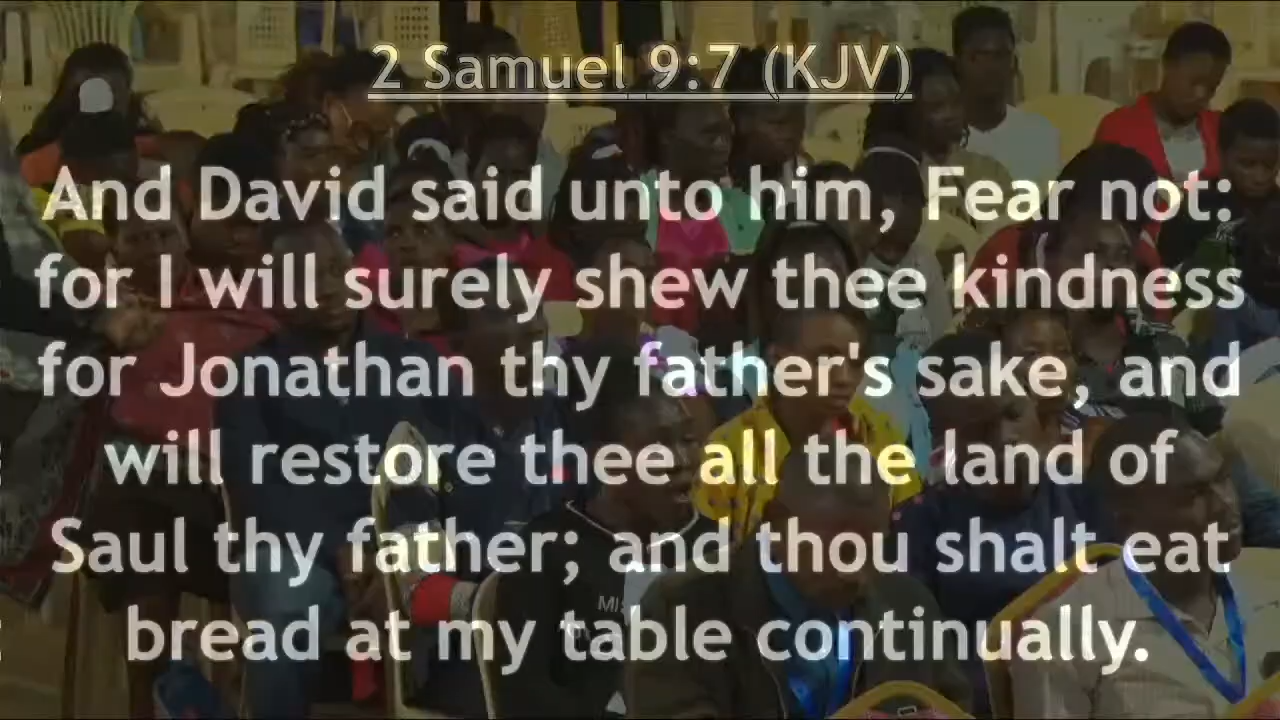 2 Samuel 9:7 (KJV)
And David said unto him, Fear not:
for I will surely shew thee kindness
for Jonathan thy father's sake, and
will restore thee all the land of
Saul thy father; and thou shalt eat
bread at my table continually.